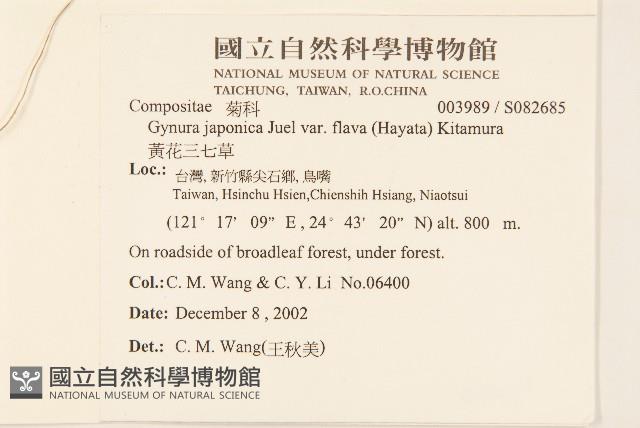 國立自然科學博物館
NATIONAL MUSEUM OF NATURAL SCIENCE
TAICHUNG, TAIWAN, R.O.CHINA
Compositae 菊科 003989 / S082685
Gynura japonica Juel var. flava (Hayata) Kitamura
黃花三七草
Loc.: 台灣, 新竹縣尖石鄉, 鳥嘴
Taiwan, Hsinchu Hsien,Chienshih Hsiang, Niaotsui
(121° 17' 09" E , 24° 43' 20" N) alt. 800 m.
On roadside of broadleaf forest, under forest.
Col.:C. M. Wang & C. Y. Li No.06400
Date: December 8 , 2002
Det.: C. M. Wang(王秋美)
國立自然科學博物館
NATIONAL MUSEUM OF NATURAL SCIENCE